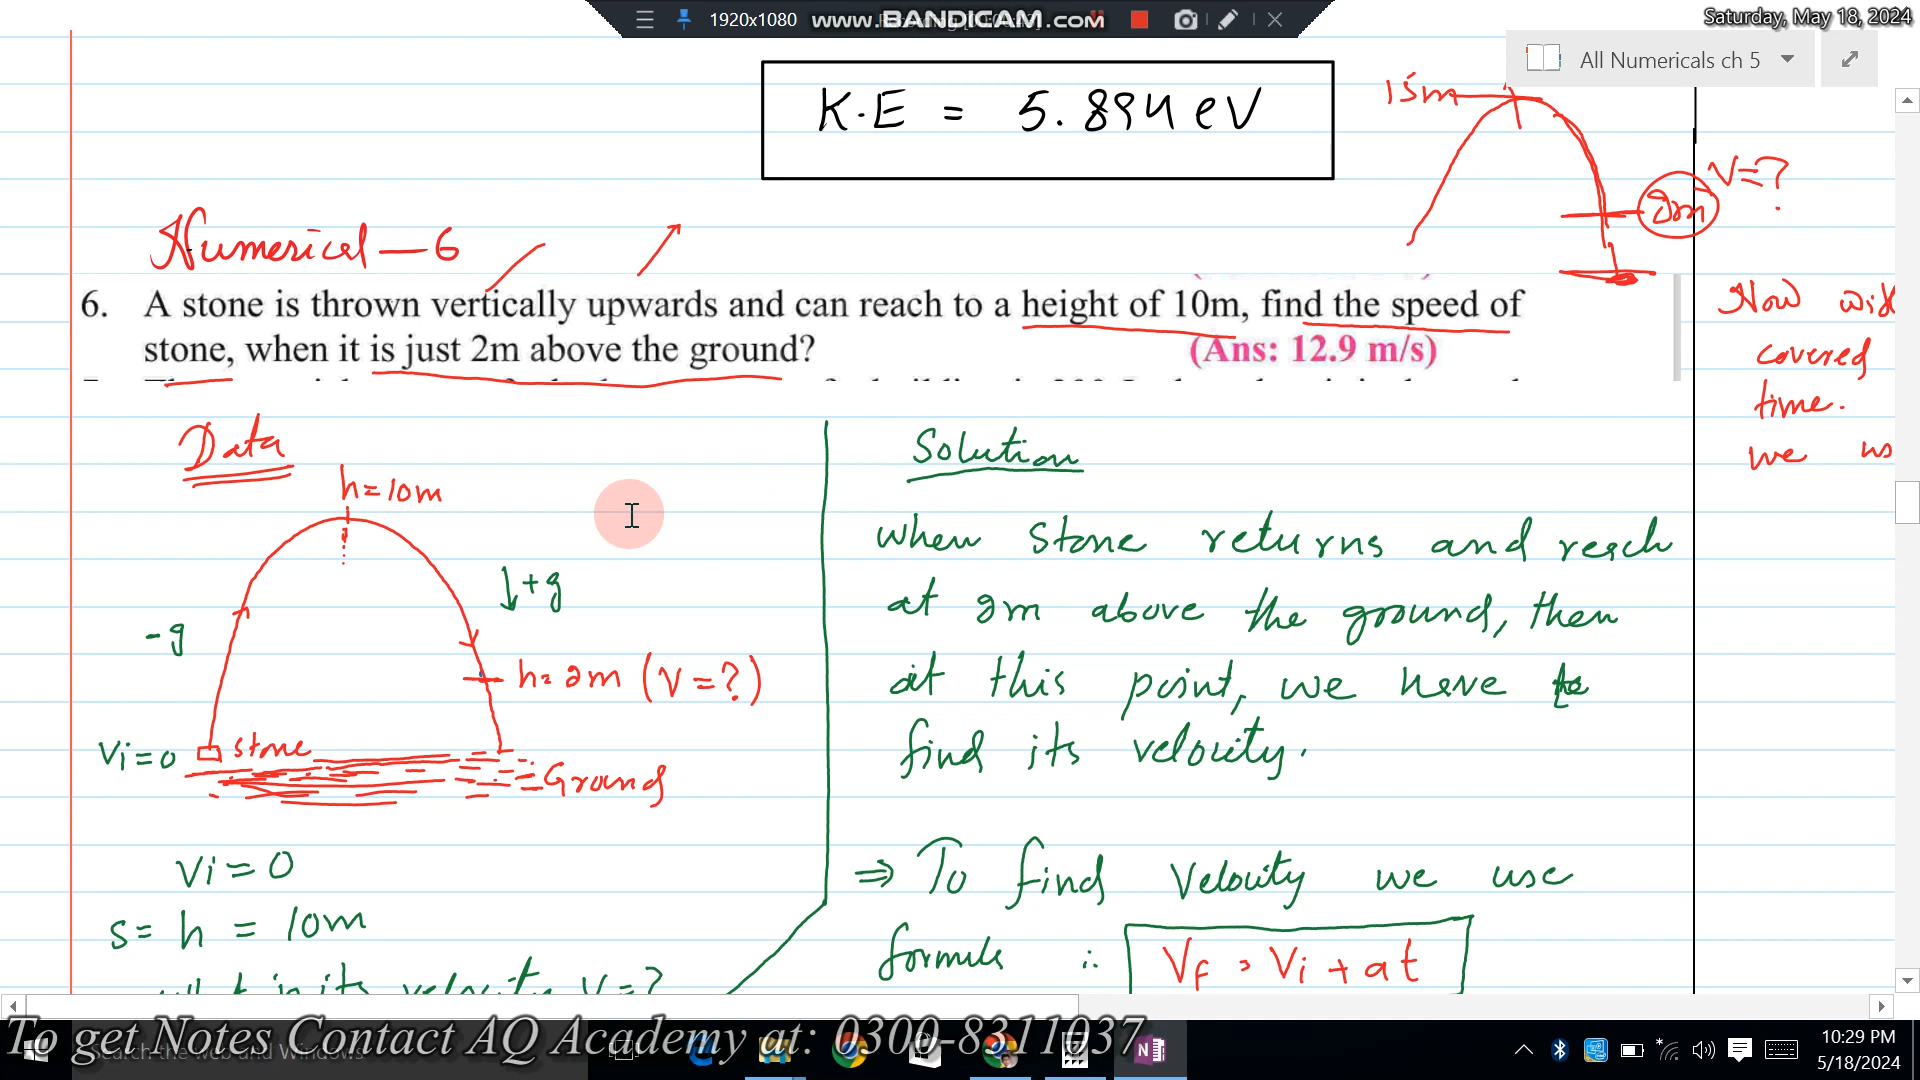 1920x1080 www.BANDICAM.com
Saturday, May 18, 2024
All Numericals ch 5
K.E = 5.894 eV
15m
2m
V=?
Numerical - 6
6. A stone is thrown vertically upwards and can reach to a height of 10m, find the speed of
stone, when it is just 2m above the ground? (Ans: 12.9 m/s)
Now
covered
time.
we
Data
h = 10m
-g
↓+g
h = 2m (V = ?)
Vi = 0
stone
Ground
Vi = 0
s = h = 10m
Solution
when stone returns and reach
at 2m above the ground, then
at this point, we have to
find its velocity.
⇒ To find velocity we use
formula ∴ Vf = Vi + at
To get Notes Contact AQ Academy at: 0300-8311037
Search the web and Windows
10:29 PM
5/18/2024